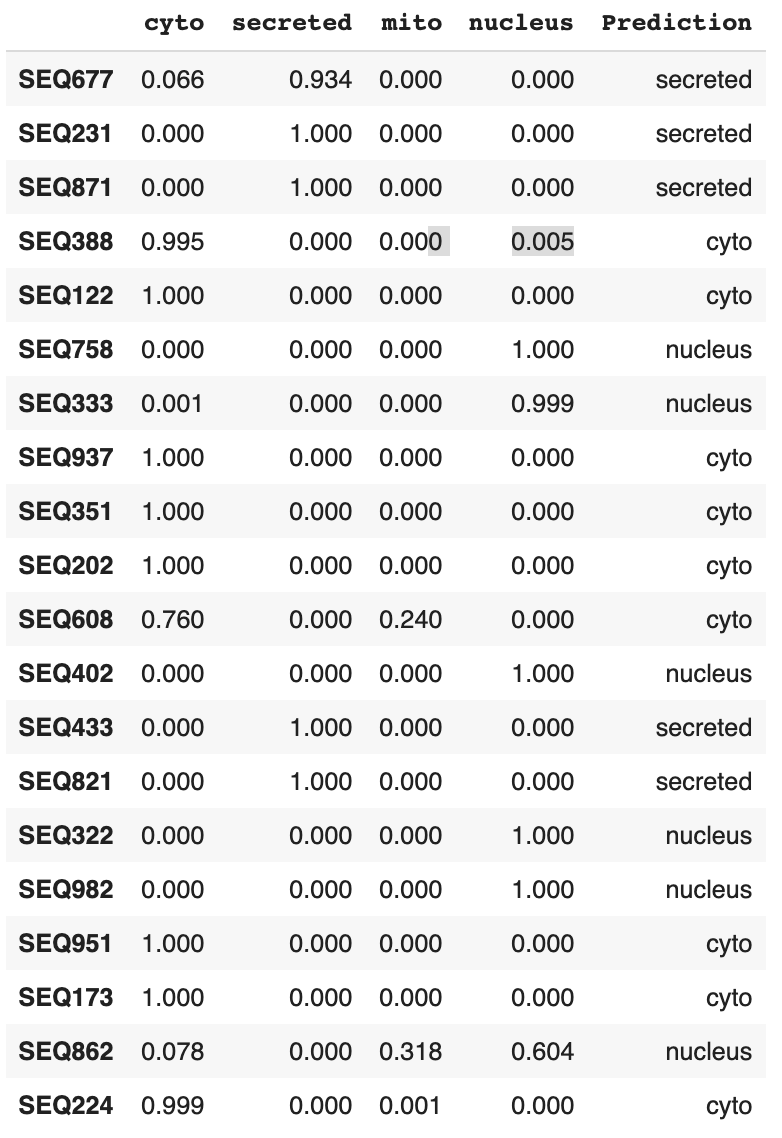 cyto secreted mito nucleus Prediction
SEQ677 0.066 0.934 0.000 0.000 secreted
SEQ231 0.000 1.000 0.000 0.000 secreted
SEQ871 0.000 1.000 0.000 0.000 secreted
SEQ388 0.995 0.000 0.000 0.005 cyto
SEQ122 1.000 0.000 0.000 0.000 cyto
SEQ758 0.000 0.000 0.000 1.000 nucleus
SEQ333 0.001 0.000 0.000 0.999 nucleus
SEQ937 1.000 0.000 0.000 0.000 cyto
SEQ351 1.000 0.000 0.000 0.000 cyto
SEQ202 1.000 0.000 0.000 0.000 cyto
SEQ608 0.760 0.000 0.240 0.000 cyto
SEQ402 0.000 0.000 0.000 1.000 nucleus
SEQ433 0.000 1.000 0.000 0.000 secreted
SEQ821 0.000 1.000 0.000 0.000 secreted
SEQ322 0.000 0.000 0.000 1.000 nucleus
SEQ982 0.000 0.000 0.000 1.000 nucleus
SEQ951 1.000 0.000 0.000 0.000 cyto
SEQ173 1.000 0.000 0.000 0.000 cyto
SEQ862 0.078 0.000 0.318 0.604 nucleus
SEQ224 0.999 0.000 0.001 0.000 cyto